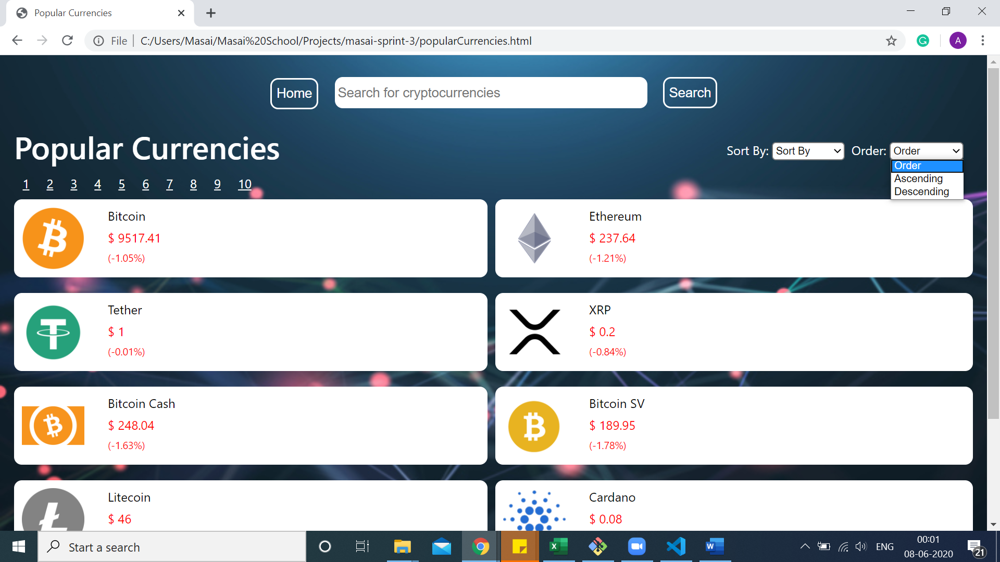 Popular Currencies
File C:/Users/Masai/Masai%20School/Projects/masai-sprint-3/popularCurrencies.html
A
Home Search for cryptocurrencies Search
Popular Currencies
Sort By: Sort By Order: Order
Order
Ascending
Descending
1 2 3 4 5 6 7 8 9 10
Bitcoin
$ 9517.41
(-1.05%)
Ethereum
$ 237.64
(-1.21%)
Tether
$ 1
(-0.01%)
XRP
$ 0.2
(-0.84%)
Bitcoin Cash
$ 248.04
(-1.63%)
Bitcoin SV
$ 189.95
(-1.78%)
Litecoin
$ 46
Cardano
$ 0.08
Start a search
ENG
00:01
08-06-2020
21